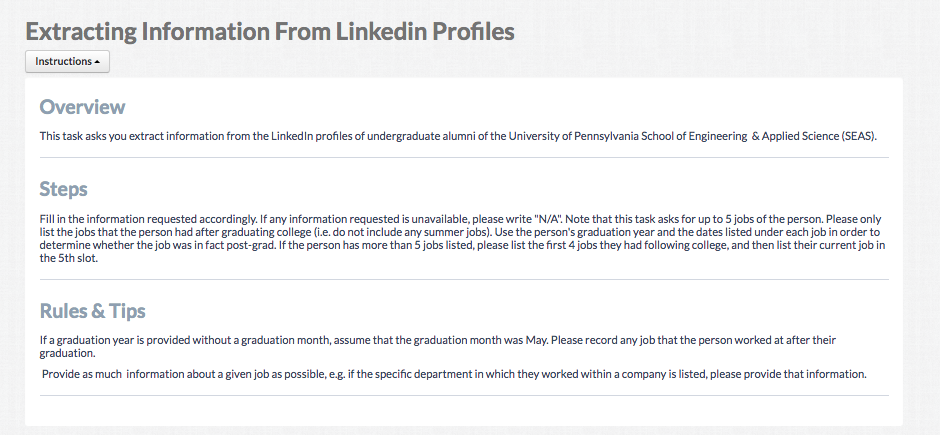 Extracting Information From Linkedin Profiles
Instructions
Overview
This task asks you extract information from the LinkedIn profiles of undergraduate alumni of the University of Pennsylvania School of Engineering & Applied Science (SEAS).
Steps
Fill in the information requested accordingly. If any information requested is unavailable, please write "N/A". Note that this task asks for up to 5 jobs of the person. Please only
list the jobs that the person had after graduating college (i.e. do not include any summer jobs). Use the person's graduation year and the dates listed under each job in order to
determine whether the job was in fact post-grad. If the person has more than 5 jobs listed, please list the first 4 jobs they had following college, and then list their current job in
the 5th slot.
Rules & Tips
If a graduation year is provided without a graduation month, assume that the graduation month was May. Please record any job that the person worked at after their
graduation.
Provide as much information about a given job as possible, e.g. if the specific department in which they worked within a company is listed, please provide that information.